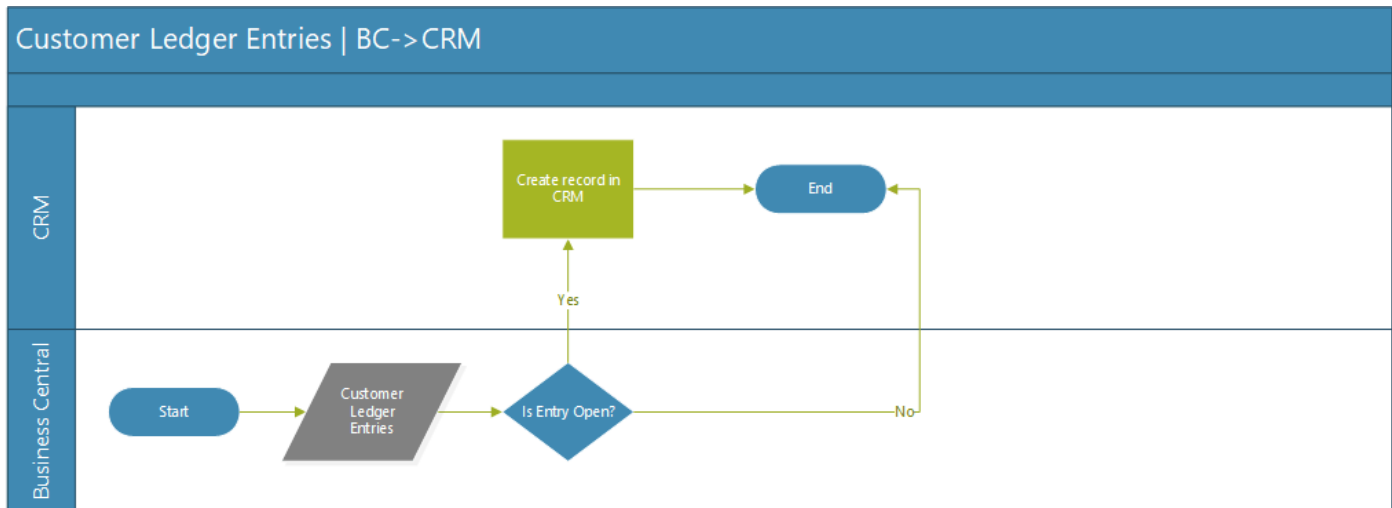 Customer Ledger Entries | BC->CRM
CRM
Create record in
CRM
End
Yes
Business Central
Start
Customer
Ledger
Entries
Is Entry Open?
No